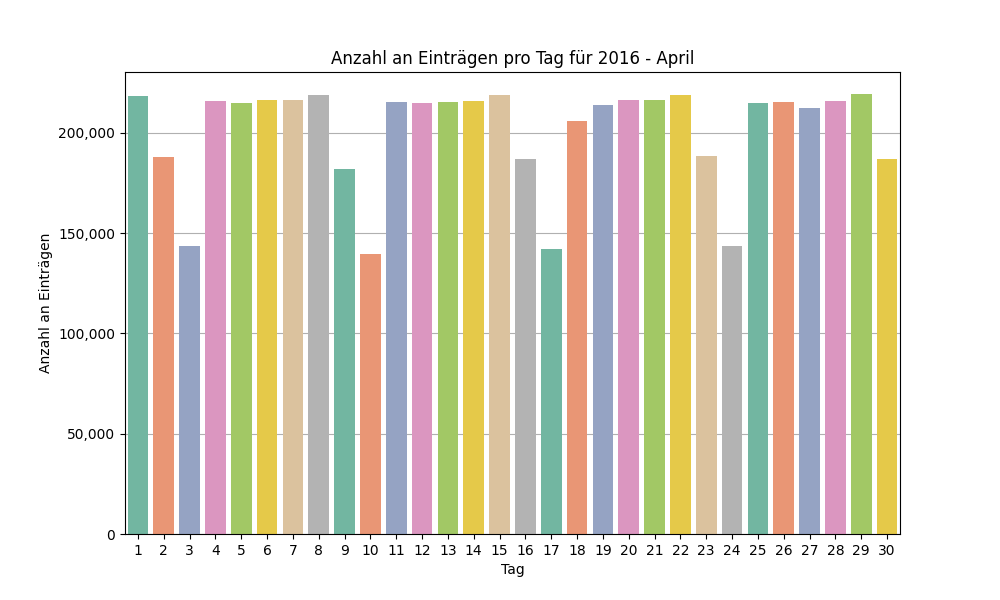 Anzahl an Einträgen pro Tag für 2016 - April
Anzahl an Einträgen
200,000
150,000
100,000
50,000
0
1 2 3 4 5 6 7 8 9 10 11 12 13 14 15 16 17 18 19 20 21 22 23 24 25 26 27 28 29 30
Tag